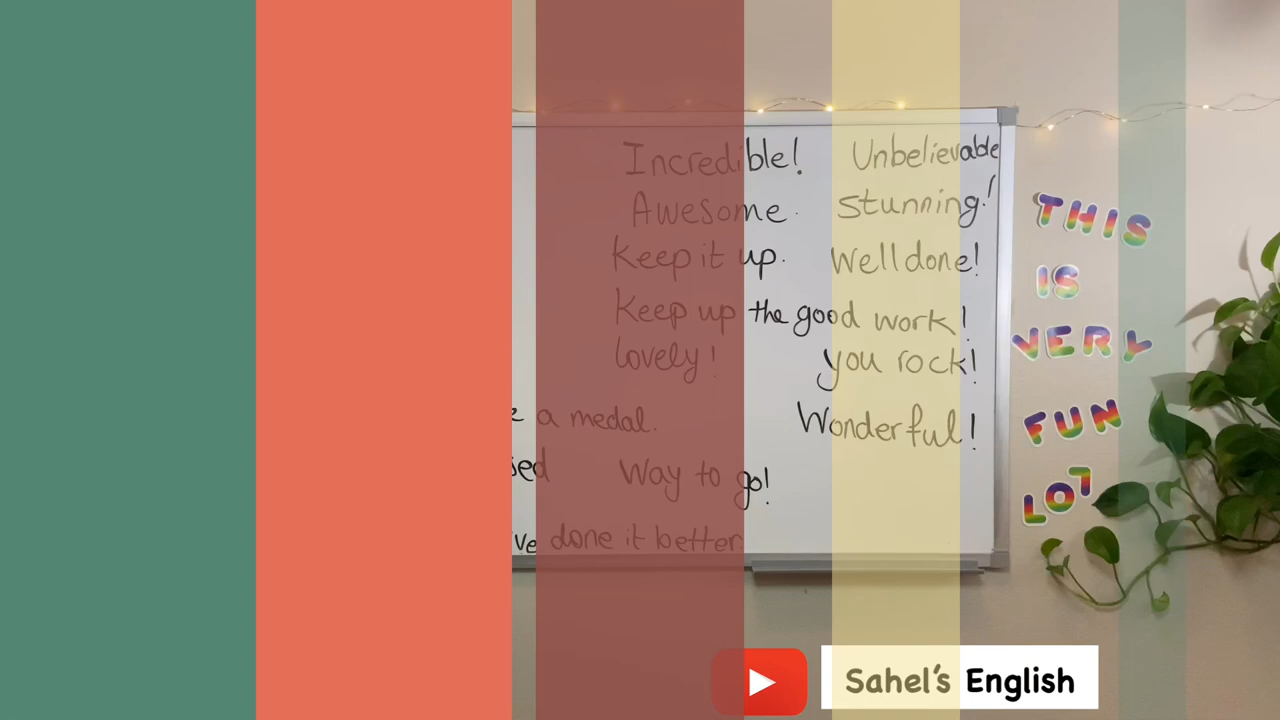 Incredible! Unbelievable!
Awesome. Stunning!
Keep it up. Well done!
Keep up the good work!
lovely! you rock!
a medal. Wonderful!
Way to go!
done it better.
THIS
IS
VERY
FUN
LOT
Sahel's English